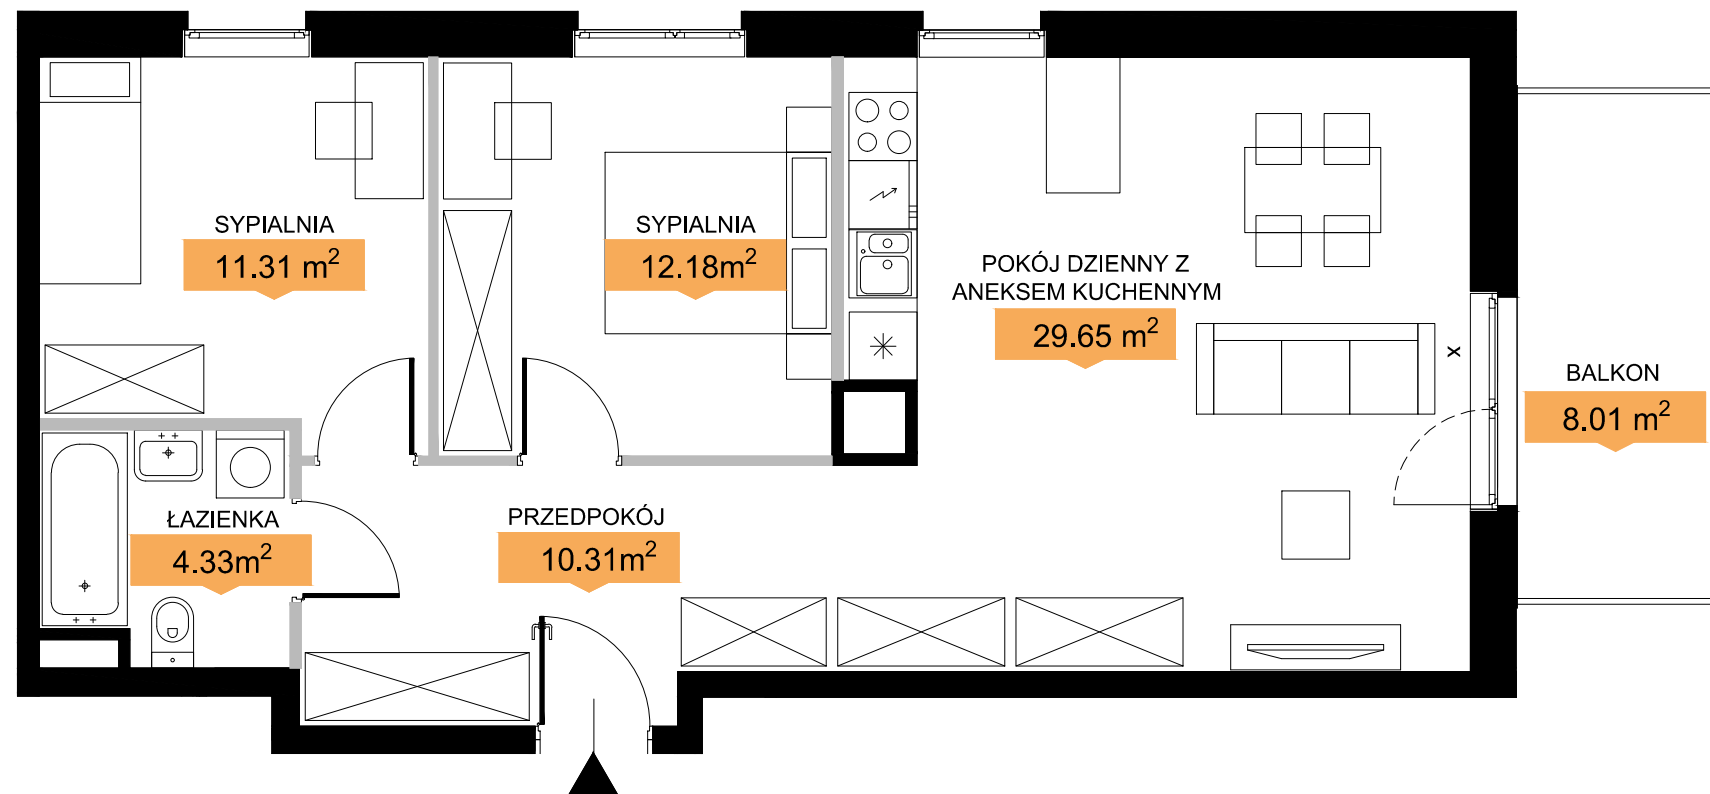 SYPIALNIA
11.31 m²
SYPIALNIA
12.18m²
POKÓJ DZIENNY Z
ANEKSEM KUCHENNYM
29.65 m²
x
BALKON
8.01 m²
ŁAZIENKA
4.33m²
PRZEDPOKÓJ
10.31m²